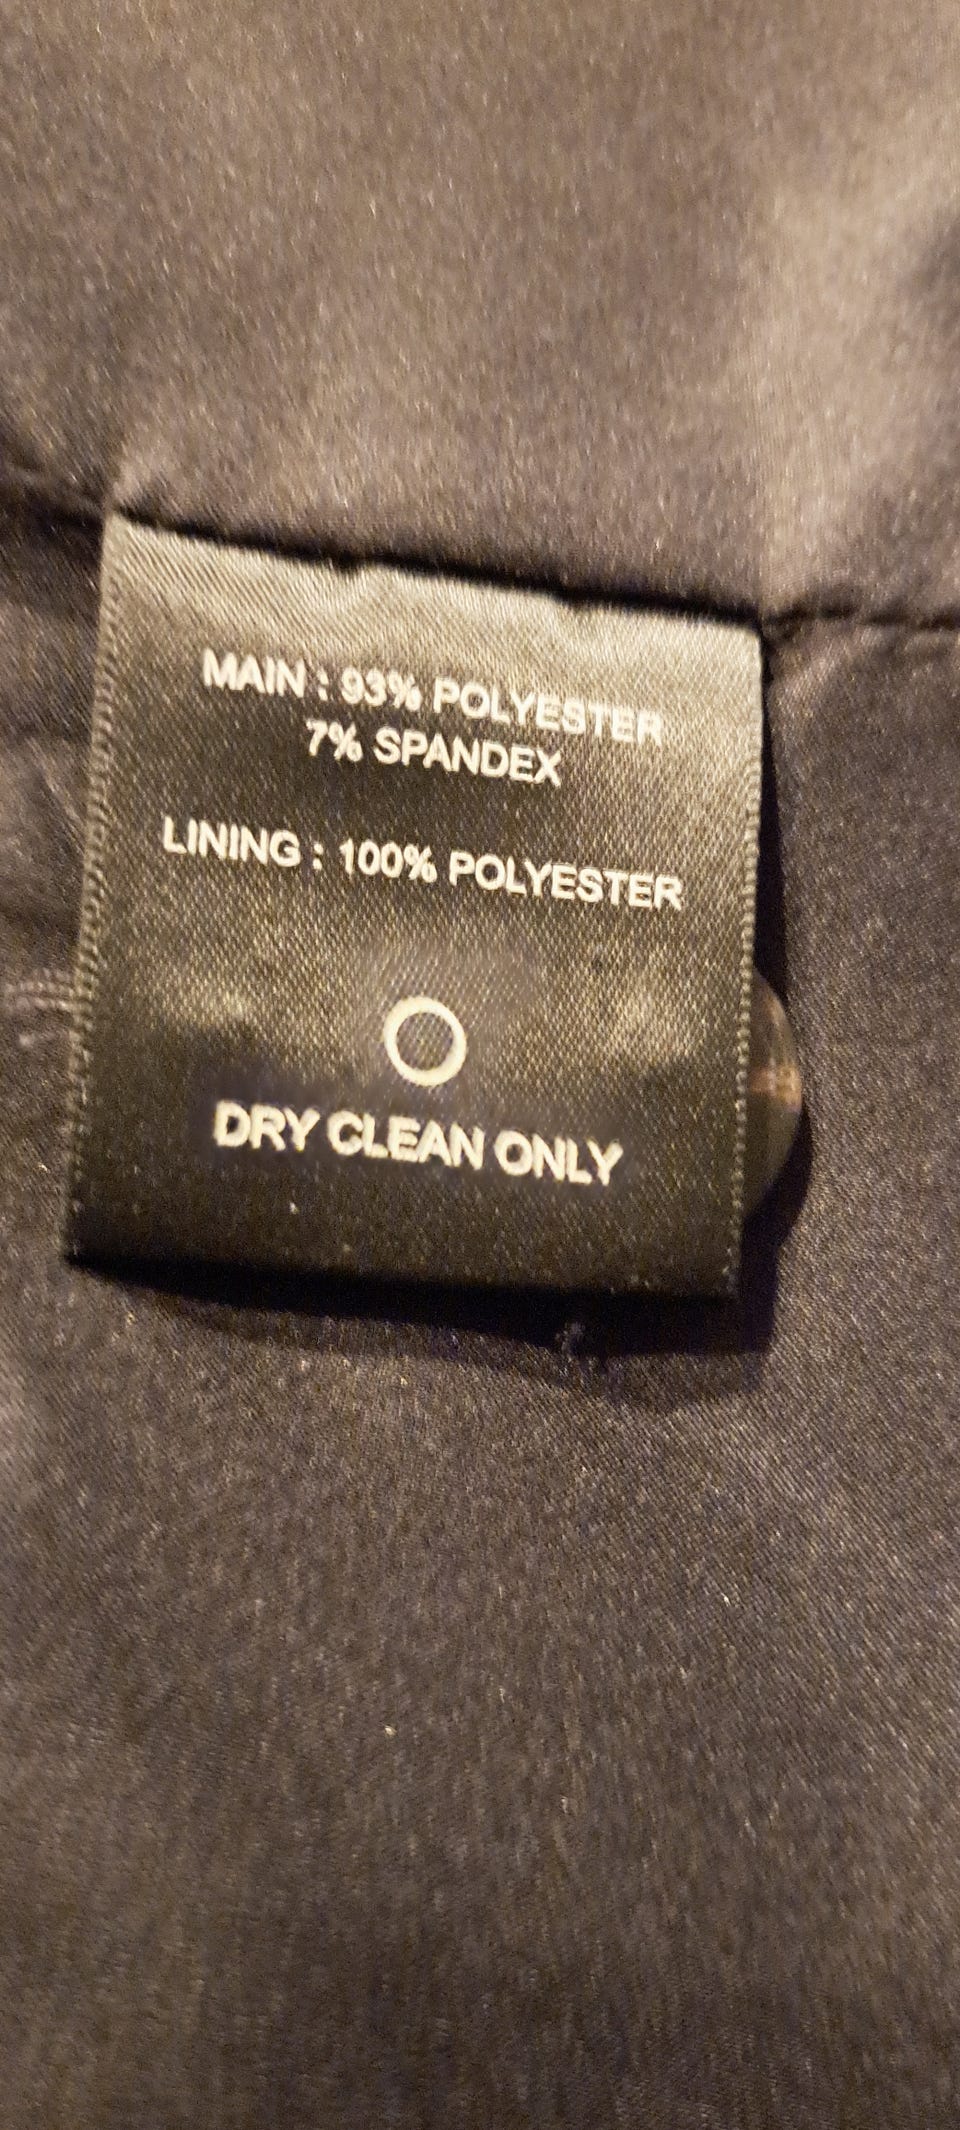 MAIN : 93% POLYESTER
7% SPANDEX
LINING : 100% POLYESTER
DRY CLEAN ONLY